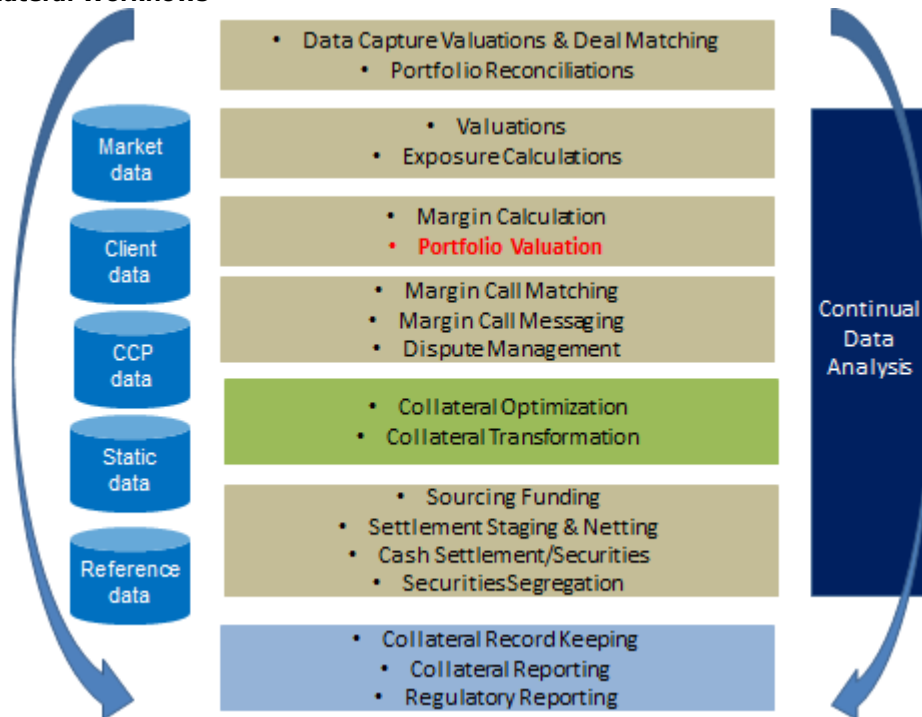 • Data Capture Valuations & Deal Matching
• Portfolio Reconciliations
• Valuations
• Exposure Calculations
• Margin Calculation
• Portfolio Valuation
• Margin Call Matching
• Margin Call Messaging
• Dispute Management
• Collateral Optimization
• Collateral Transformation
• Sourcing Funding
• Settlement Staging & Netting
• Cash Settlement/Securities
• SecuritiesSegregation
• Collateral Record Keeping
• Collateral Reporting
• Regulatory Reporting
Market
data
Client
data
CCP
data
Static
data
Reference
data
Continual
Data
Analysis